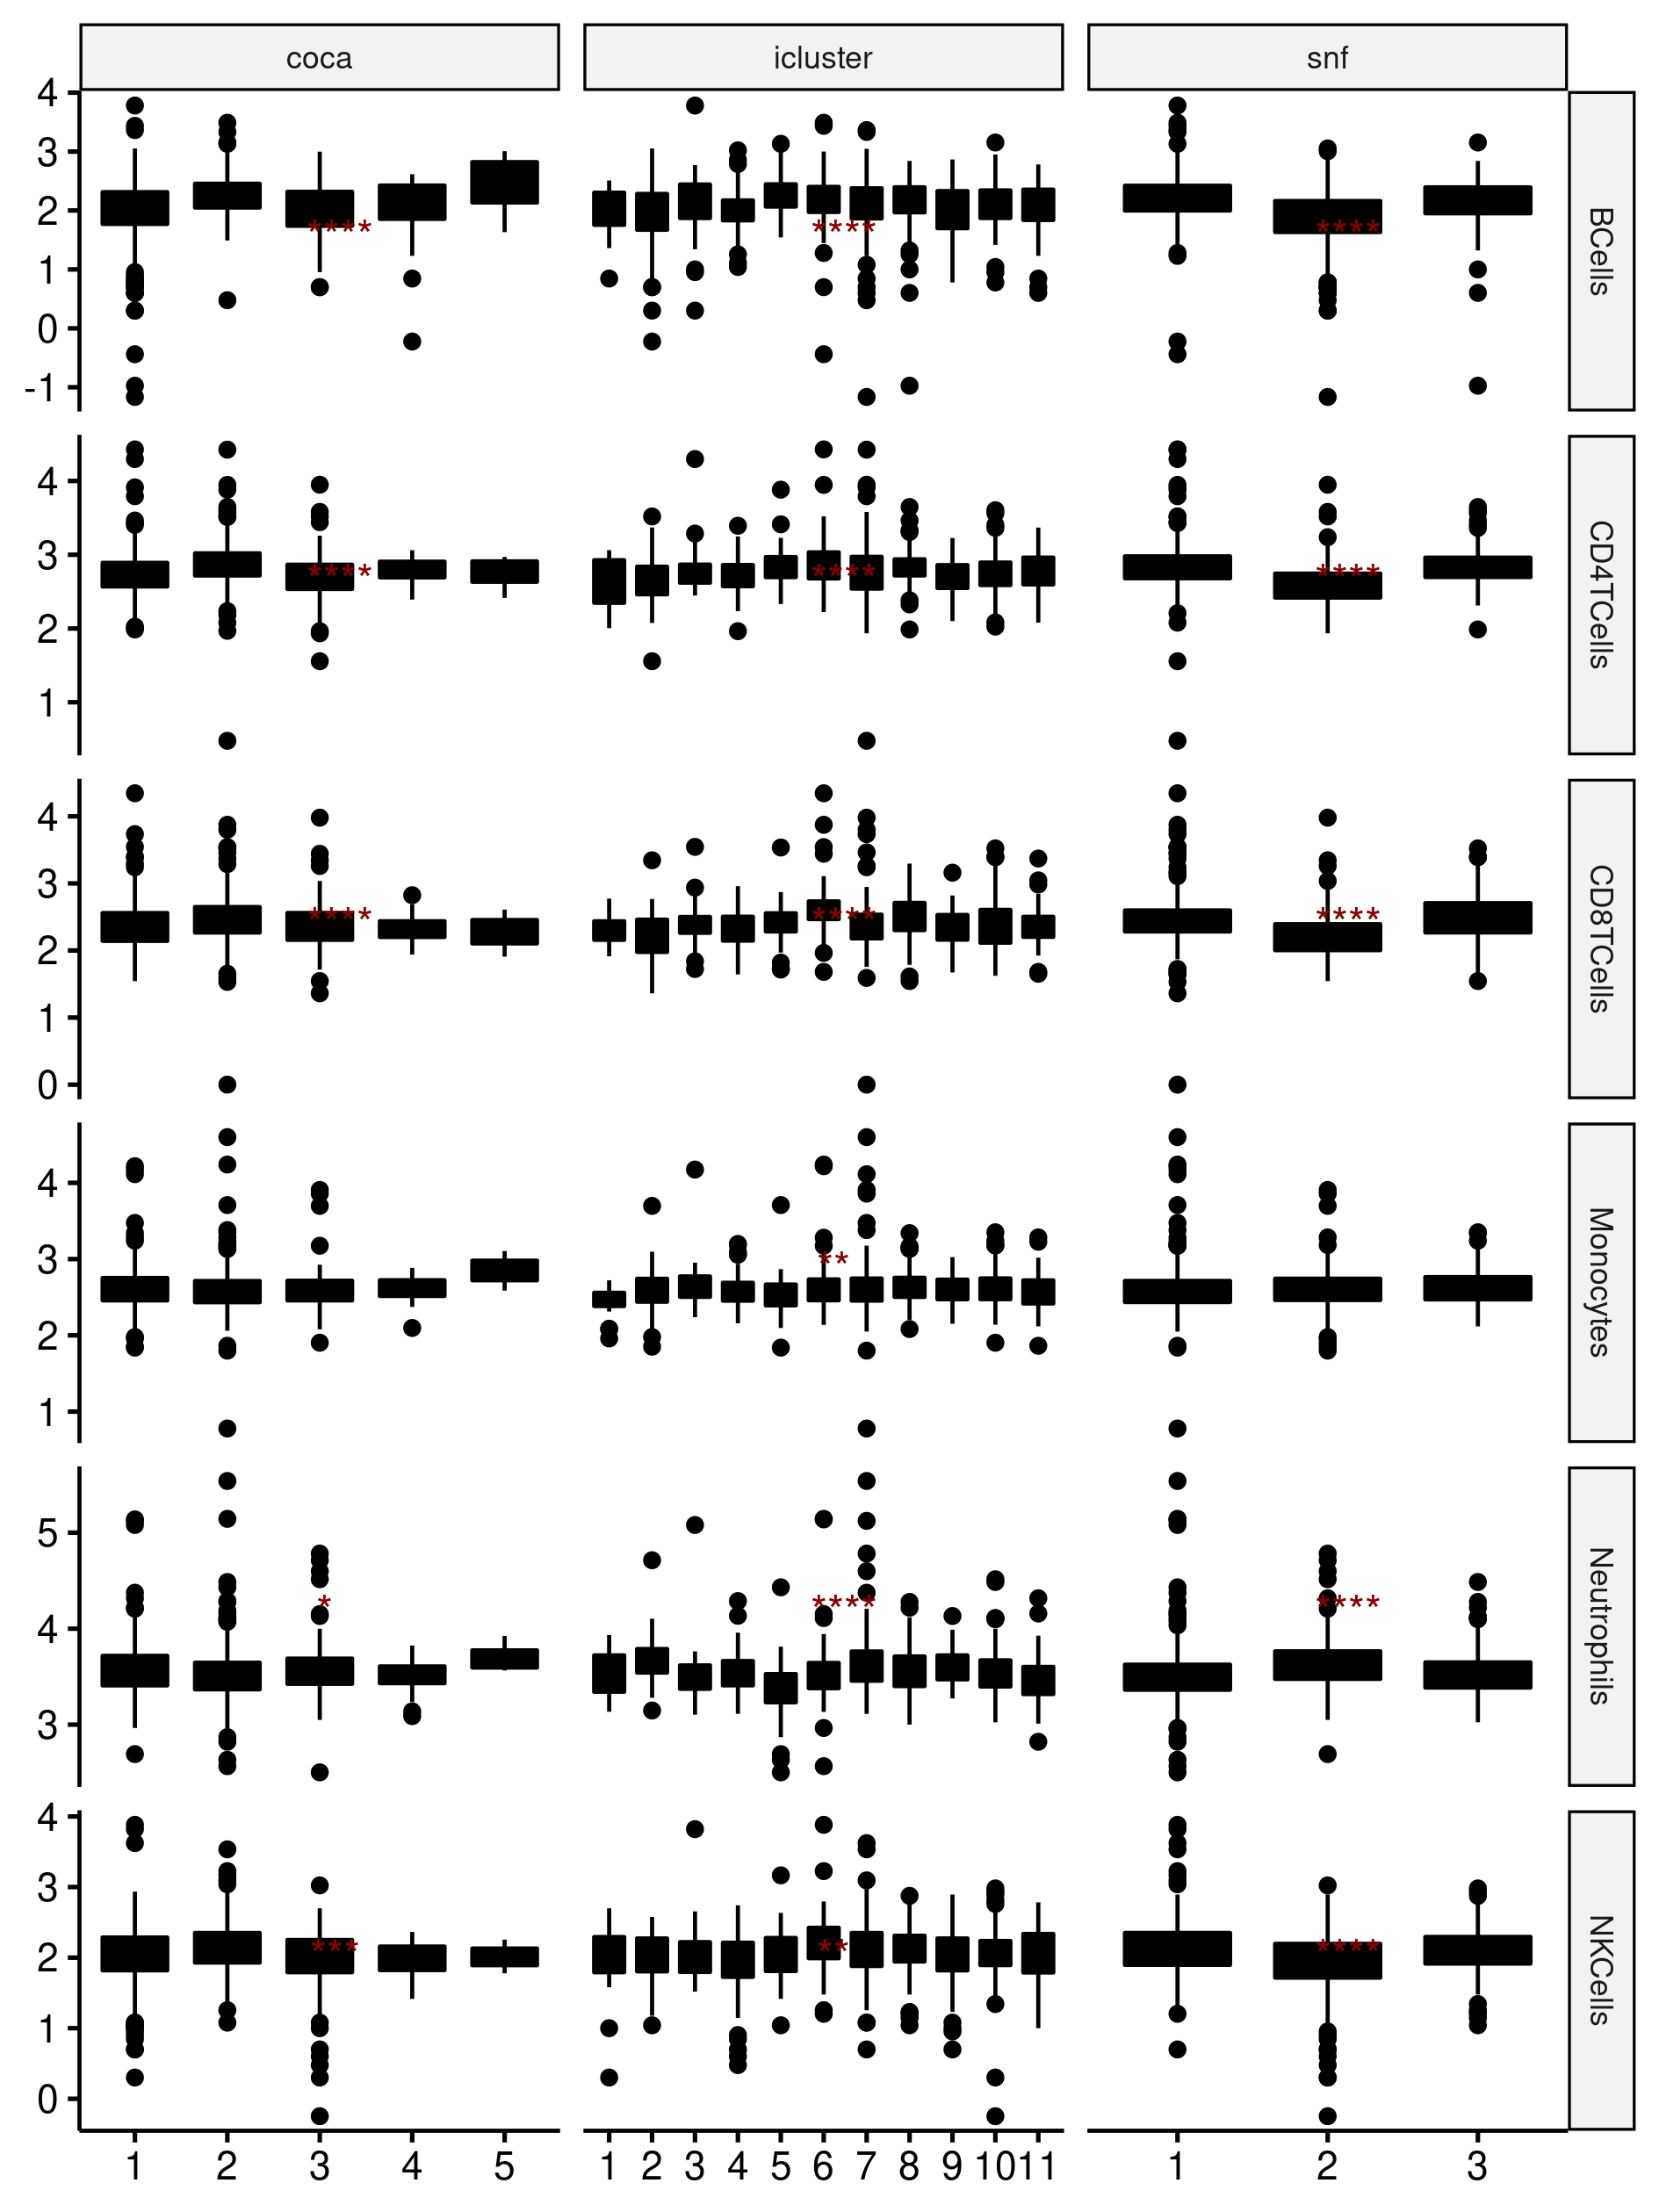 coca icluster snf
4
3
2
1
0
-1
BCells
**** **** ****
4
3
2
1
CD4TCells
**** **** ****
4
3
2
1
0
CD8TCells
**** **** ****
4
3
2
1
Monocytes
**
5
4
3
Neutrophils
* **** ****
4
3
2
1
0
NKCells
*** ** ****
1 2 3 4 5 1 2 3 4 5 6 7 8 9 10 11 1 2 3